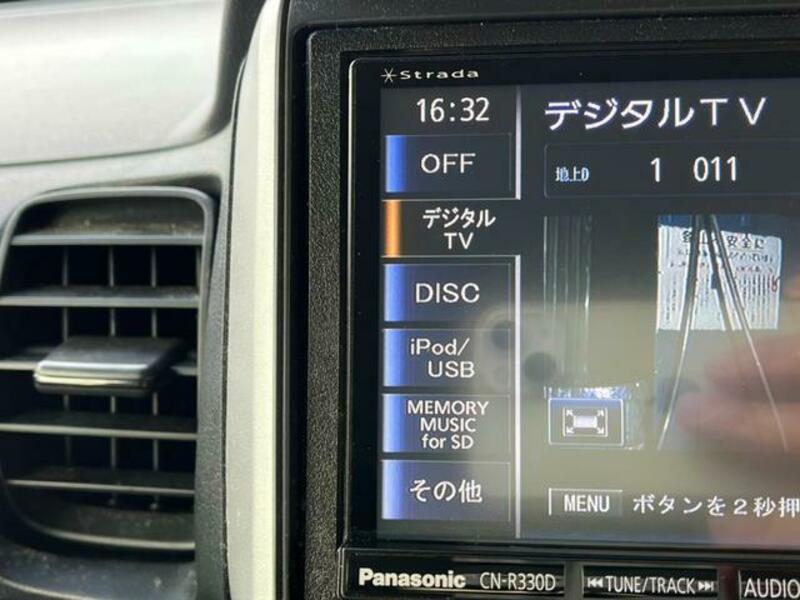 Strada
16:32
デジタルTV
OFF
地上D 1 011
デジタル
TV
DISC
iPod/
USB
MEMORY
MUSIC
for SD
その他
MENU ボタンを2秒押
Panasonic CN-R330D TUNE/TRACK AUDIO